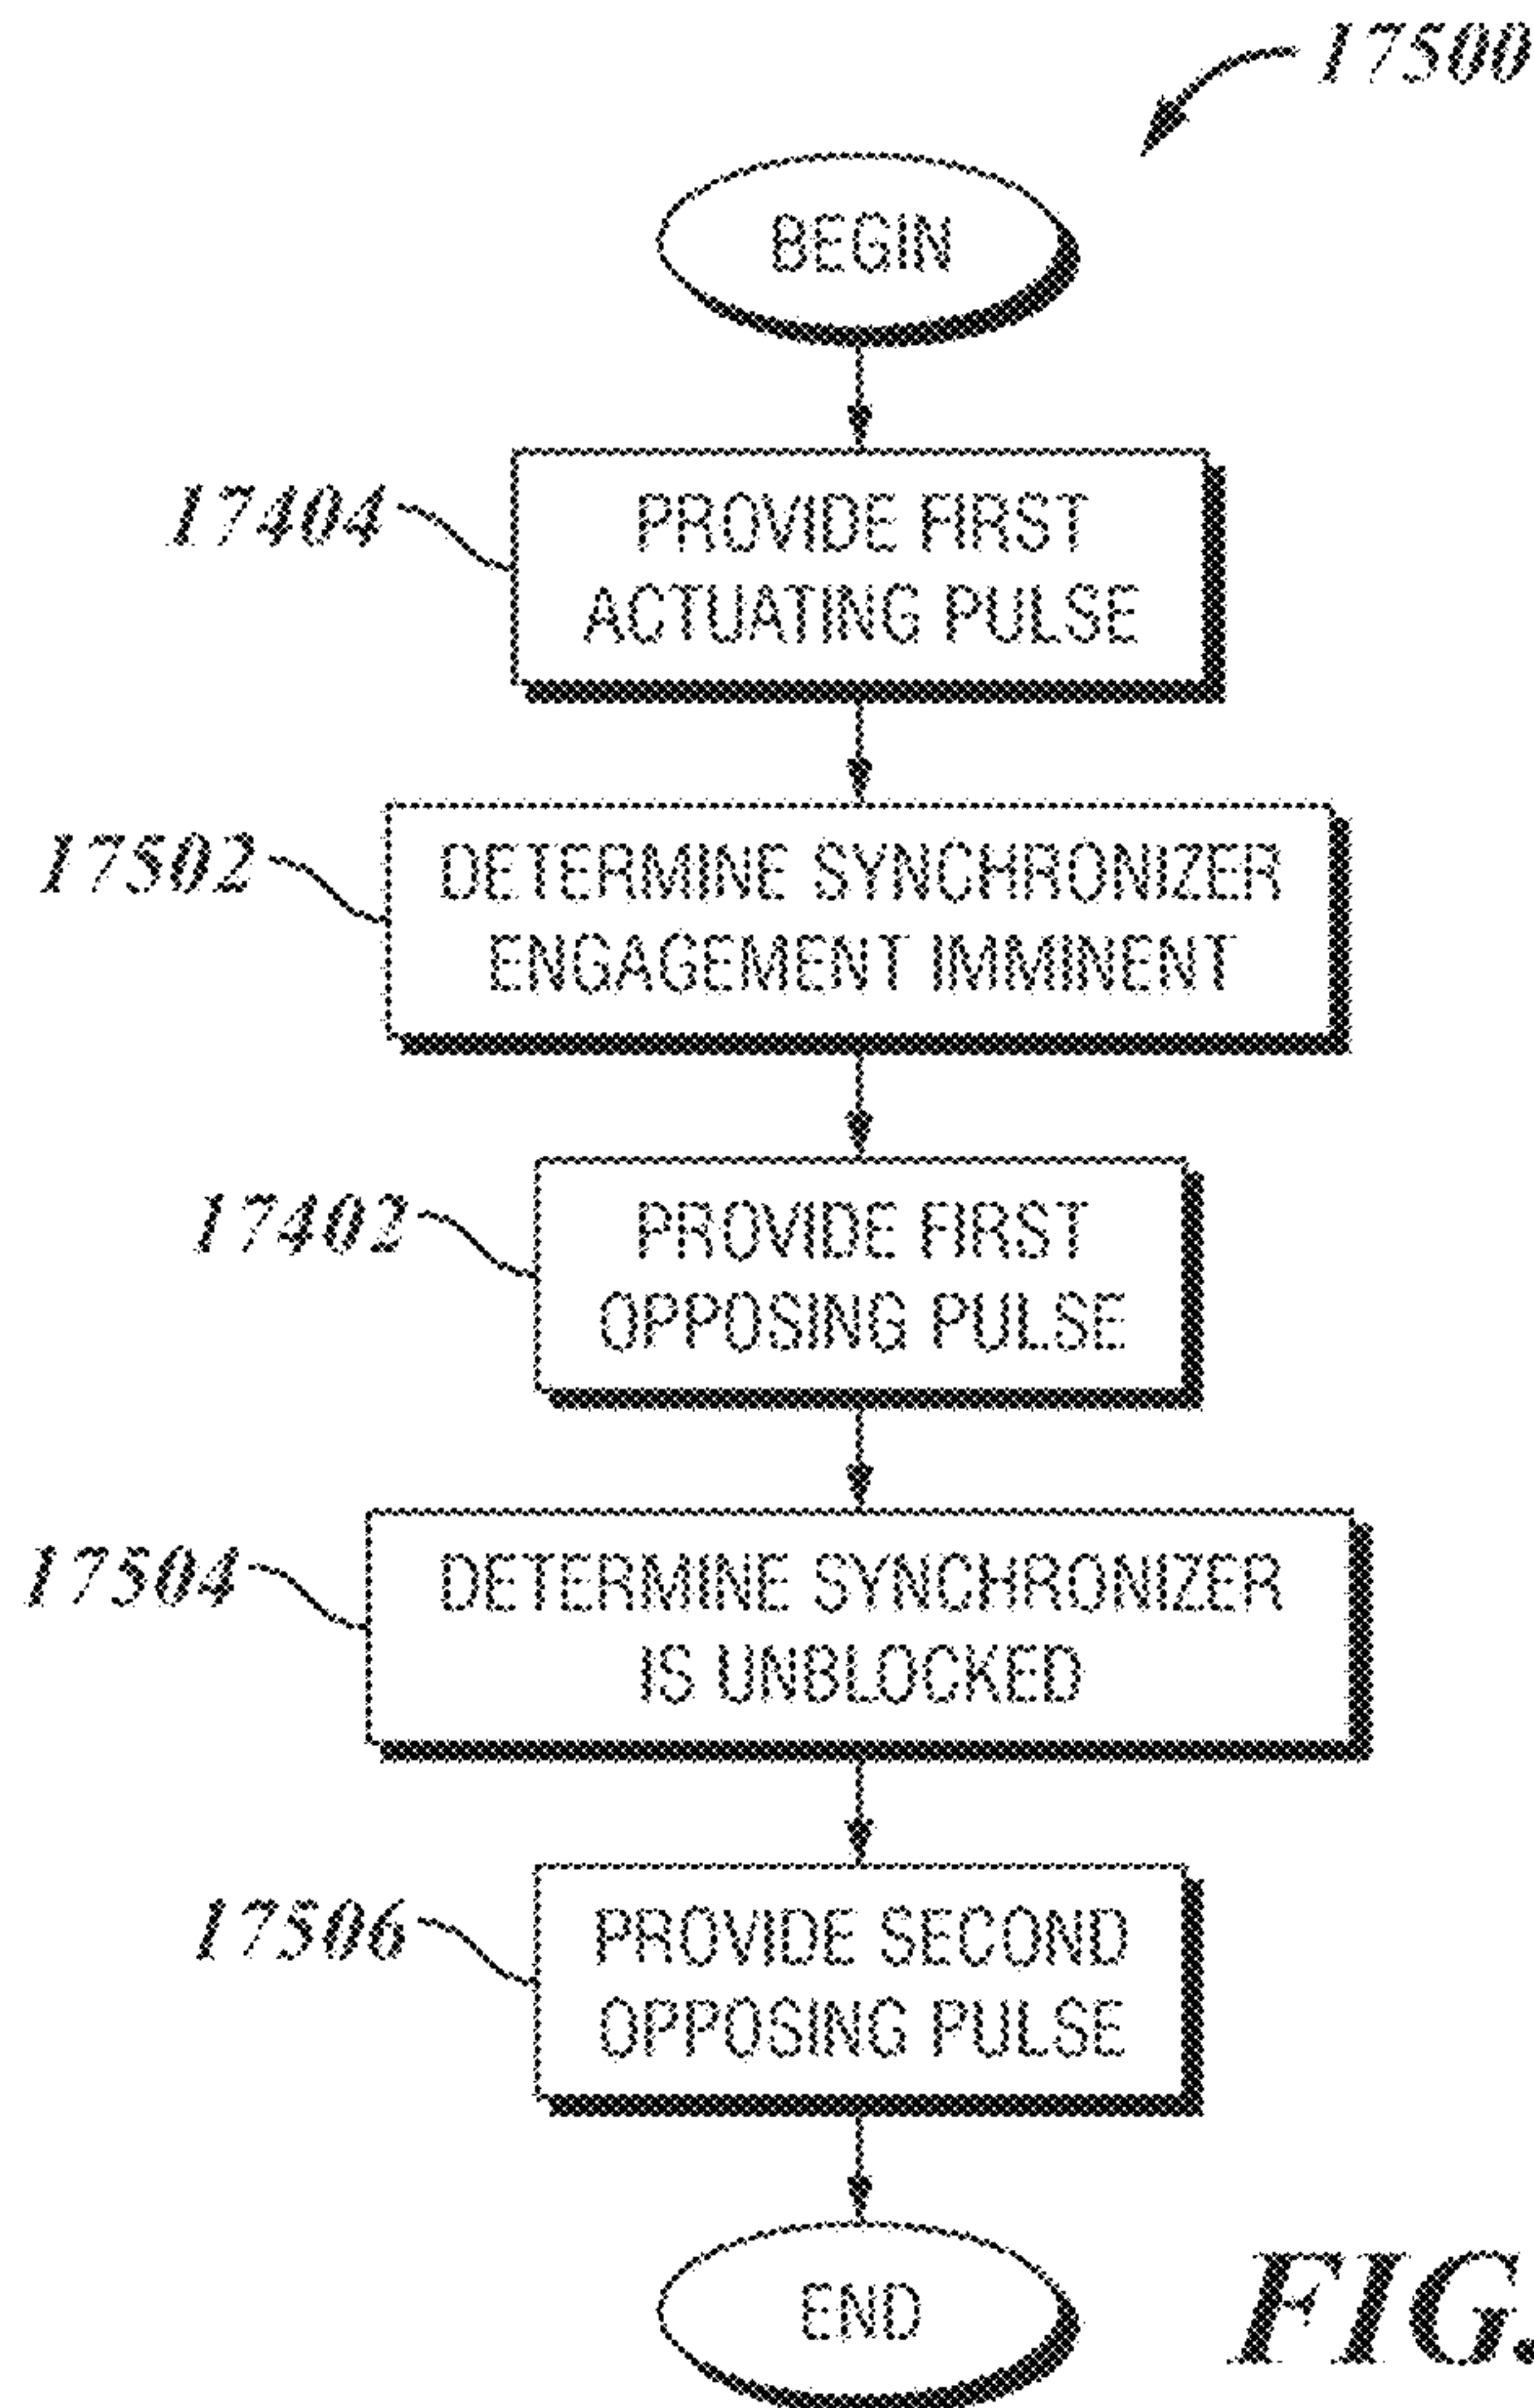 17500
BEGIN
17404
PROVIDE FIRST
ACTUATING PULSE
17502
DETERMINE SYNCHRONIZER
ENGAGEMENT IMMINENT
17402
PROVIDE FIRST
OPPOSING PULSE
17504
DETERMINE SYNCHRONIZER
IS UNBLOCKED
17506
PROVIDE SECOND
OPPOSING PULSE
END
FIG.